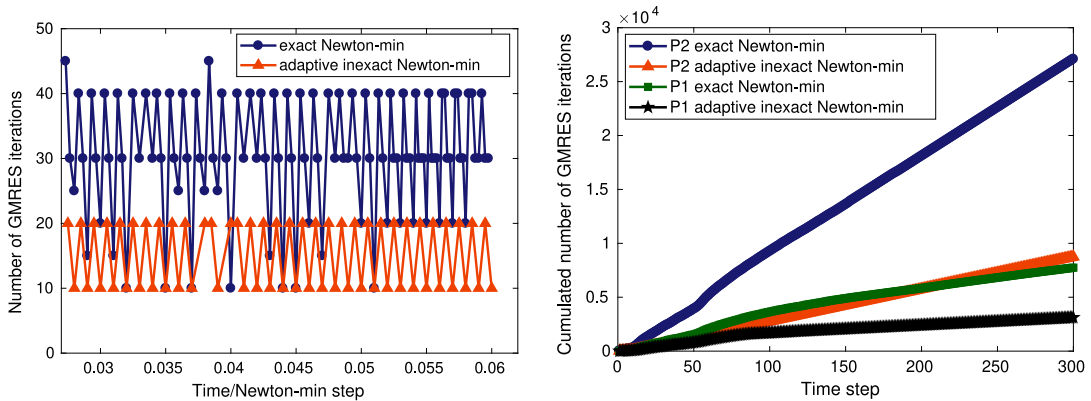 50
40
30
20
10
0
Number of GMRES iterations
exact Newton-min
adaptive inexact Newton-min
0.03
0.035
0.04
0.045
0.05
0.055
0.06
Time/Newton-min step
×10⁴
3
2.5
2
1.5
1
0.5
0
Cumulated number of GMRES iterations
P2 exact Newton-min
P2 adaptive inexact Newton-min
P1 exact Newton-min
P1 adaptive inexact Newton-min
0
50
100
150
200
250
300
Time step